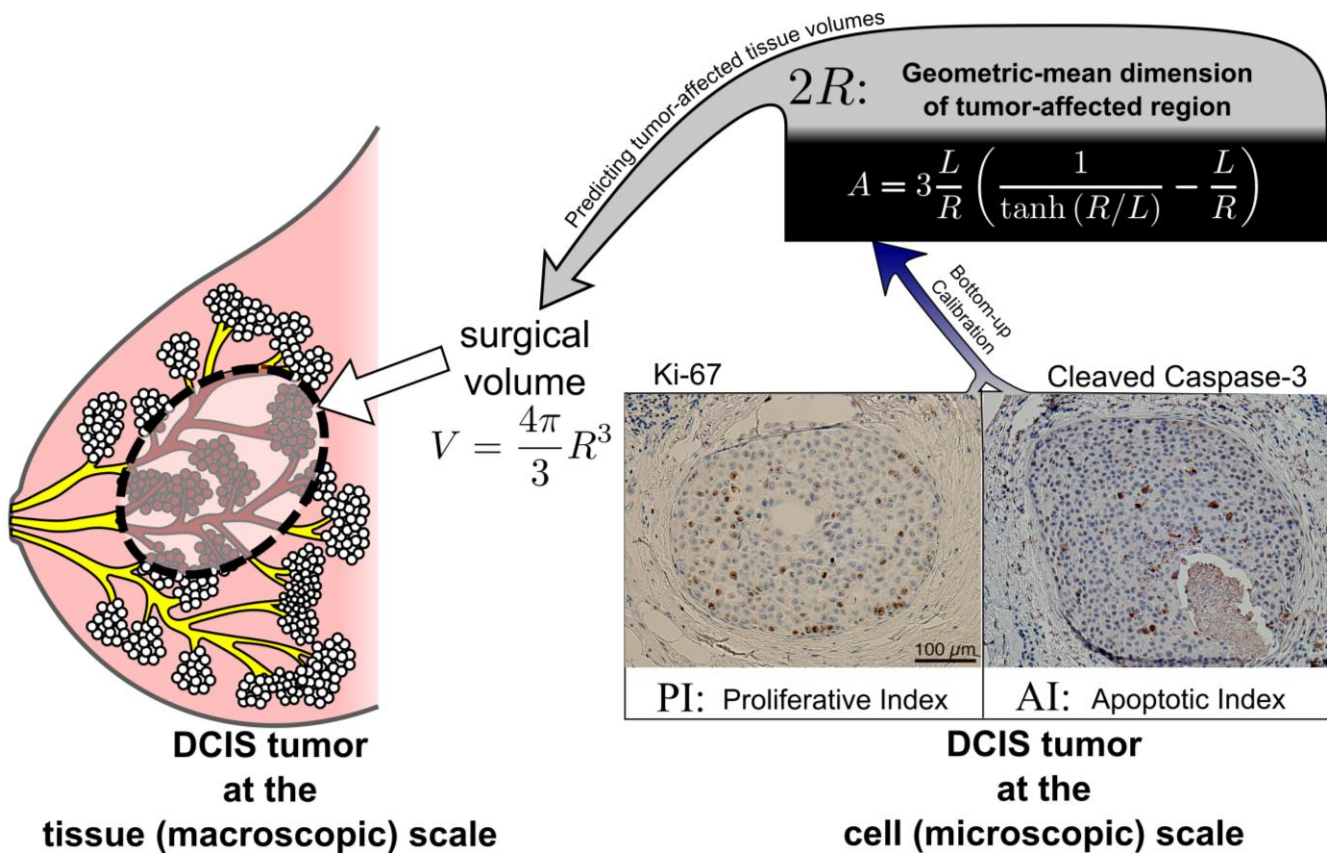 Predicting tumor-affected tissue volumes
2R: Geometric-mean dimension
of tumor-affected region
A = 3 L/R ( 1/tanh (R/L) − L/R )
Bottom-up
Calibration
surgical
volume
V = 4π/3 R³
Ki-67
Cleaved Caspase-3
100 µm
PI: Proliferative Index
AI: Apoptotic Index
DCIS tumor
at the
tissue (macroscopic) scale
DCIS tumor
at the
cell (microscopic) scale